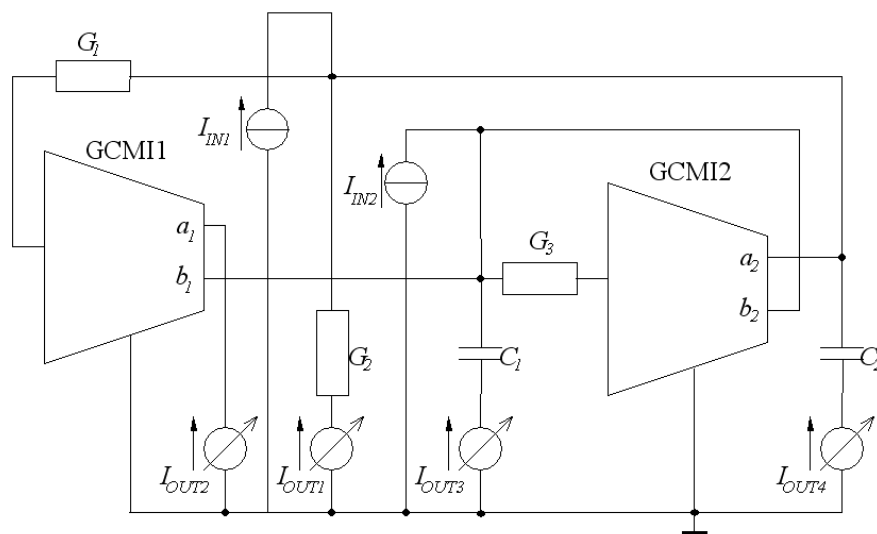 G1
GCMI1
IIN1
IIN2
GCMI2
a1
b1
G3
a2
b2
G2
C1
C2
IOUT2
IOUT1
IOUT3
IOUT4